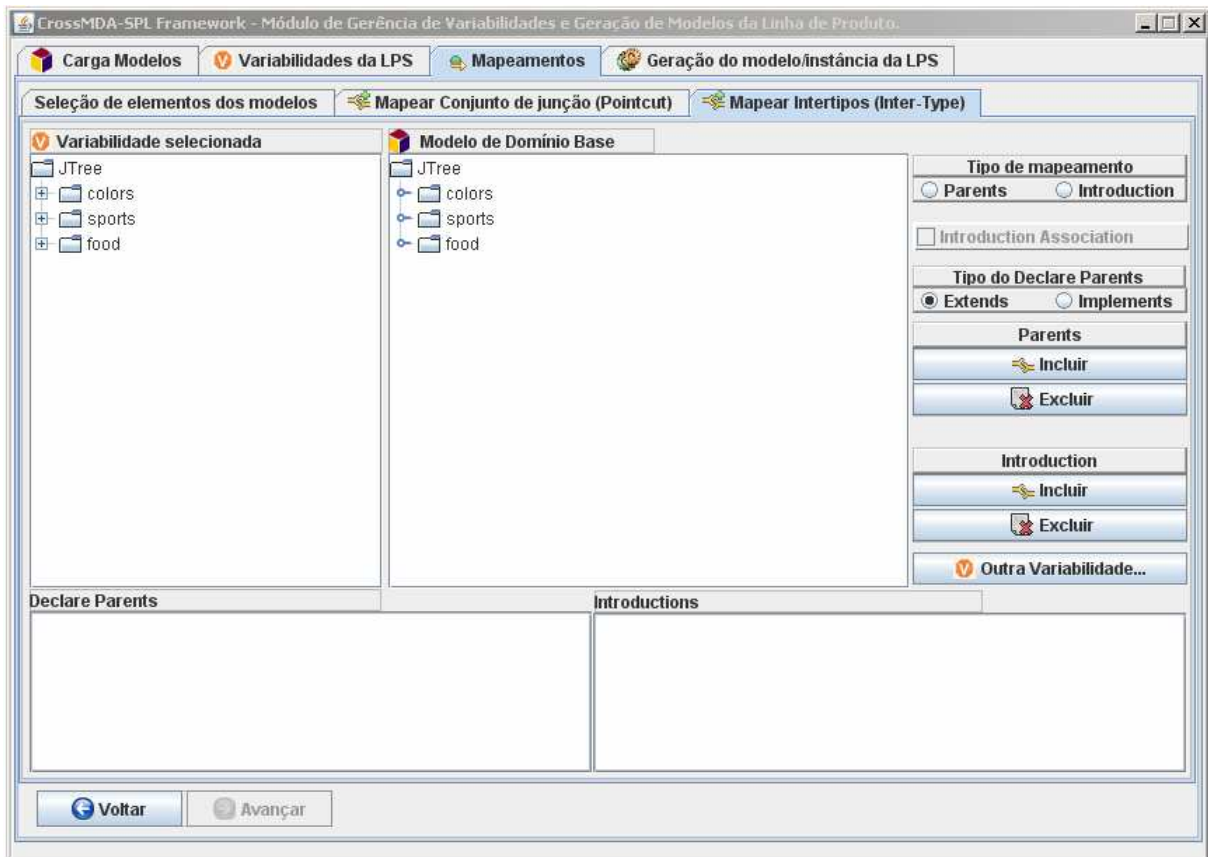 CrossMDA-SPL Framework - Módulo de Gerência de Variabilidades e Geração de Modelos da Linha de Produto.
Carga Modelos Variabilidades da LPS Mapeamentos Geração do modelo/instância da LPS
Seleção de elementos dos modelos Mapear Conjunto de junção (Pointcut) Mapear Intertipos (Inter-Type)
Variabilidade selecionada
JTree
colors
sports
food
Modelo de Domínio Base
JTree
colors
sports
food
Tipo de mapeamento
Parents Introduction
Introduction Association
Tipo do Declare Parents
Extends Implements
Parents
Incluir
Excluir
Introduction
Incluir
Excluir
Outra Variabilidade...
Declare Parents
Introductions
Voltar Avançar